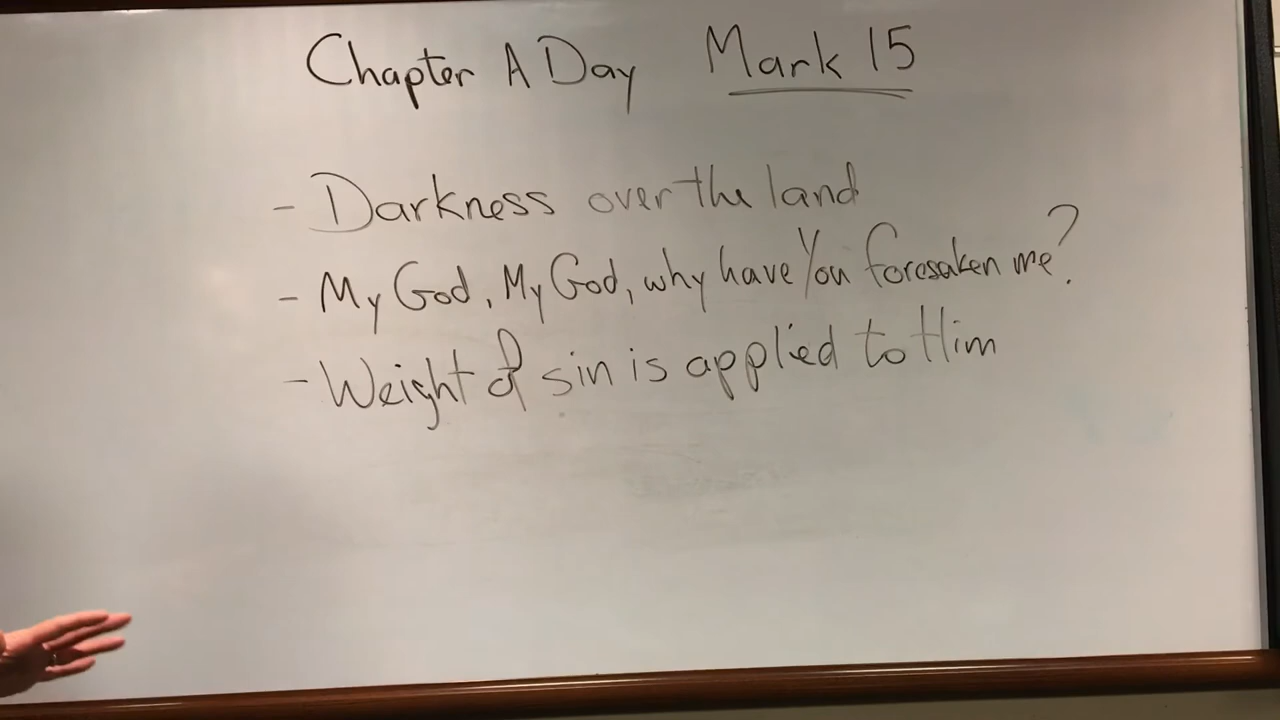 Chapter A Day Mark 15
- Darkness over the land
- My God, My God, why have You foresaken me?
- Weight of sin is applied to Him